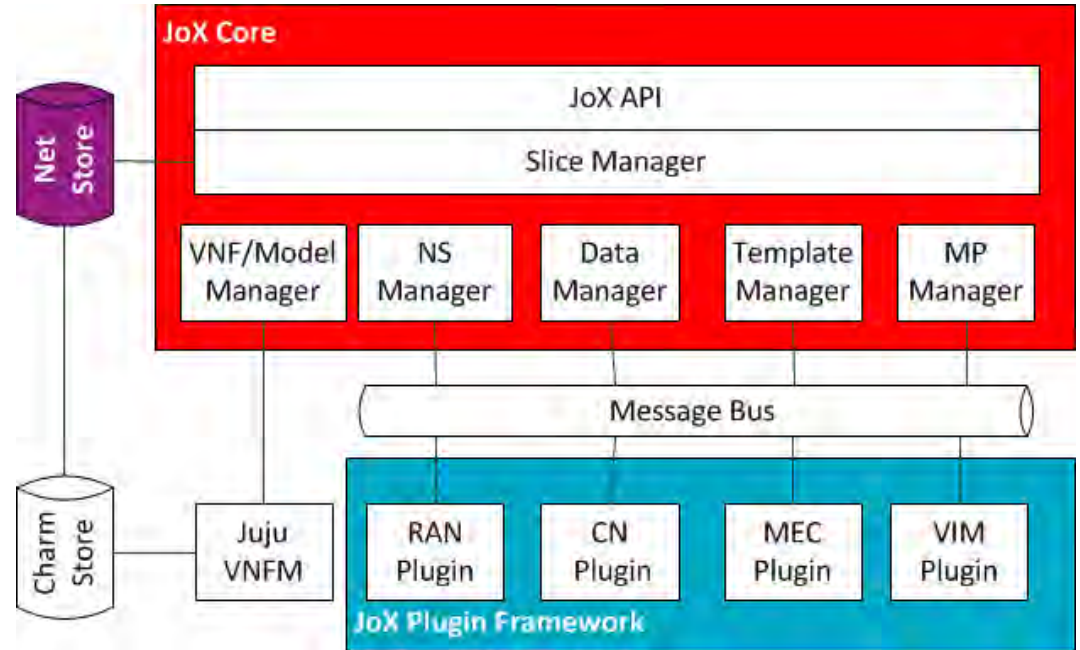 JoX Core
JoX API
Slice Manager
Net
Store
VNF/Model
Manager
NS
Manager
Data
Manager
Template
Manager
MP
Manager
Message Bus
Charm
Store
Juju
VNFM
RAN
Plugin
CN
Plugin
MEC
Plugin
VIM
Plugin
JoX Plugin Framework